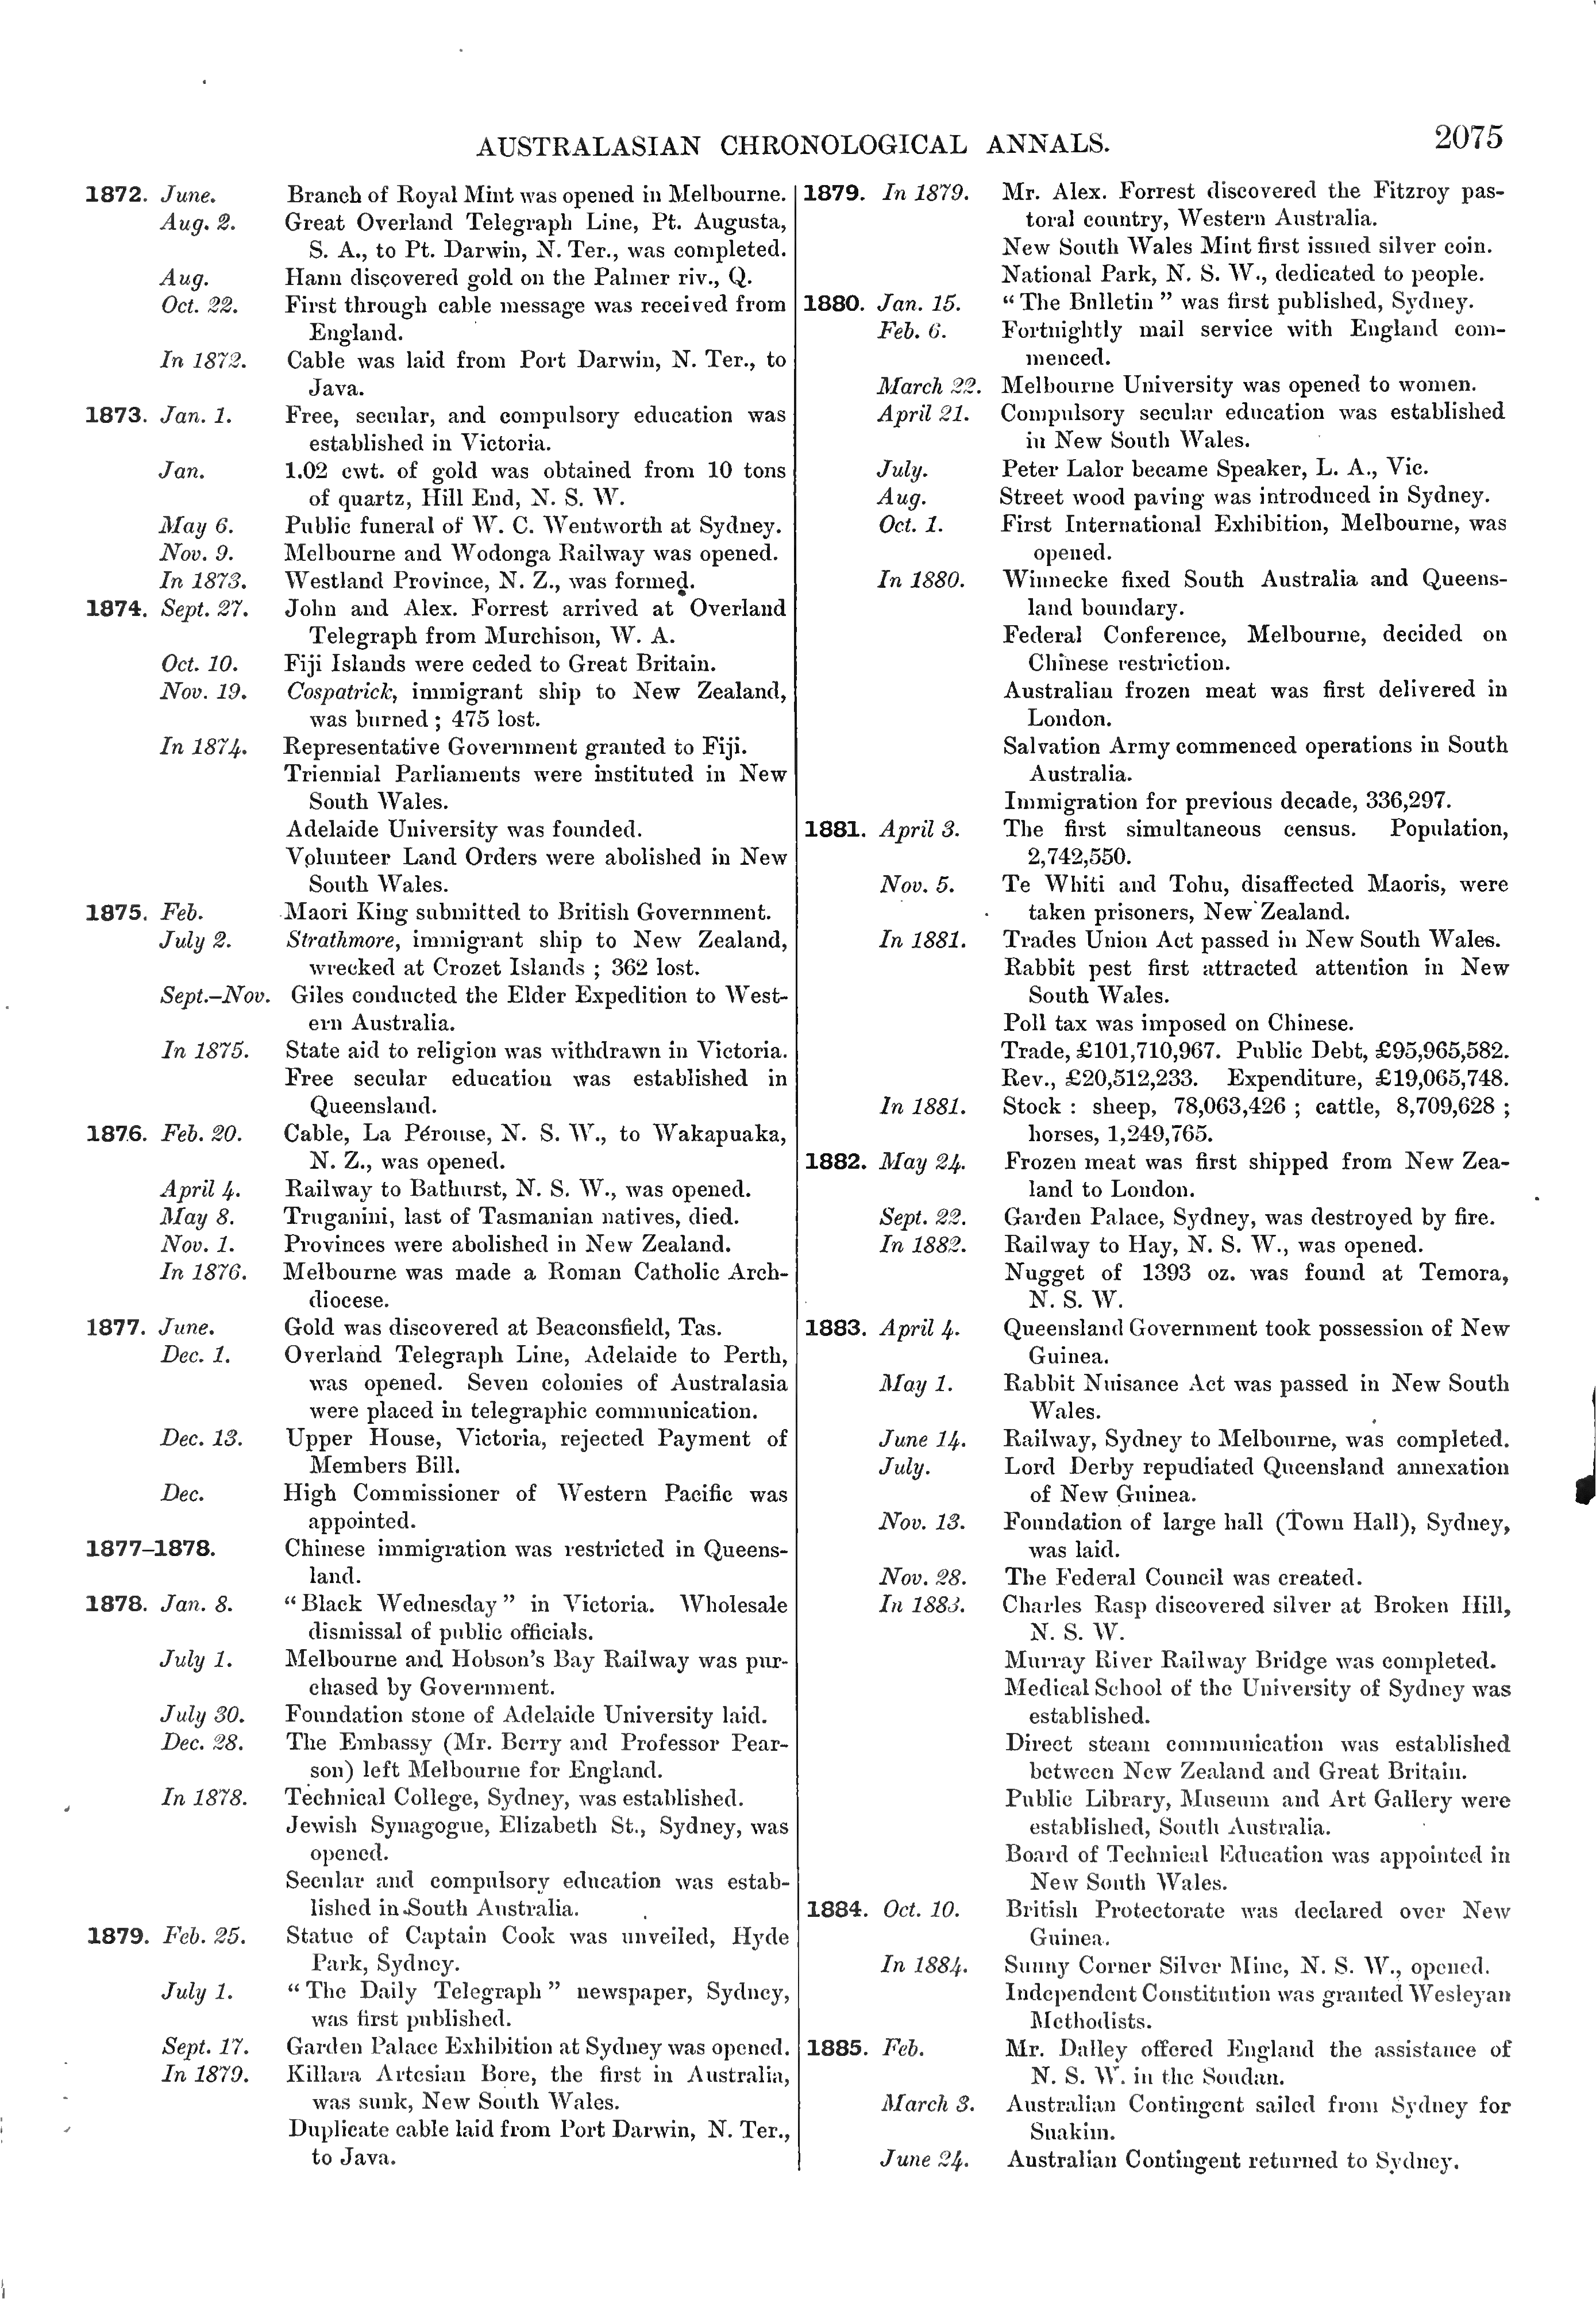 AUSTRALASIAN CHRONOLOGICAL ANNALS. 2075
1872. June. Branch of Royal Mint was opened in Melbourne.
Aug. 2. Great Overland Telegraph Line, Pt. Augusta,
S. A., to Pt. Darwin, N. Ter., was completed.
Aug. Hann discovered gold on the Palmer riv., Q.
Oct. 22. First through cable message was received from
England.
In 1872. Cable was laid from Port Darwin, N. Ter., to
Java.
1873. Jan. 1. Free, secular, and compulsory education was
established in Victoria.
Jan. 1.02 cwt. of gold was obtained from 10 tons
of quartz, Hill End, N. S. W.
May 6. Public funeral of W. C. Wentworth at Sydney.
Nov. 9. Melbourne and Wodonga Railway was opened.
In 1873. Westland Province, N. Z., was formed.
1874. Sept. 27. John and Alex. Forrest arrived at Overland
Telegraph from Murchison, W. A.
Oct. 10. Fiji Islands were ceded to Great Britain.
Nov. 19. Cospatrick, immigrant ship to New Zealand,
was burned ; 475 lost.
In 1874. Representative Government granted to Fiji.
Triennial Parliaments were instituted in New
South Wales.
Adelaide University was founded.
Volunteer Land Orders were abolished in New
South Wales.
1875. Feb. Maori King submitted to British Government.
July 2. Strathmore, immigrant ship to New Zealand,
wrecked at Crozet Islands ; 362 lost.
Sept.–Nov. Giles conducted the Elder Expedition to West-
ern Australia.
In 1875. State aid to religion was withdrawn in Victoria.
Free secular education was established in
Queensland.
1876. Feb. 20. Cable, La Pérouse, N. S. W., to Wakapuaka,
N. Z., was opened.
April 4. Railway to Bathurst, N. S. W., was opened.
May 8. Truganini, last of Tasmanian natives, died.
Nov. 1. Provinces were abolished in New Zealand.
In 1876. Melbourne was made a Roman Catholic Arch-
diocese.
1877. June. Gold was discovered at Beaconsfield, Tas.
Dec. 1. Overland Telegraph Line, Adelaide to Perth,
was opened. Seven colonies of Australasia
were placed in telegraphic communication.
Dec. 13. Upper House, Victoria, rejected Payment of
Members Bill.
Dec. High Commissioner of Western Pacific was
appointed.
1877–1878. Chinese immigration was restricted in Queens-
land.
1878. Jan. 8. “Black Wednesday” in Victoria. Wholesale
dismissal of public officials.
July 1. Melbourne and Hobson's Bay Railway was pur-
chased by Government.
July 30. Foundation stone of Adelaide University laid.
Dec. 28. The Embassy (Mr. Berry and Professor Pear-
son) left Melbourne for England.
In 1878. Technical College, Sydney, was established.
Jewish Synagogue, Elizabeth St., Sydney, was
opened.
Secular and compulsory education was estab-
lished in South Australia.
1879. Feb. 25. Statue of Captain Cook was unveiled, Hyde
Park, Sydney.
July 1. “The Daily Telegraph” newspaper, Sydney,
was first published.
Sept. 17. Garden Palace Exhibition at Sydney was opened.
In 1879. Killara Artesian Bore, the first in Australia,
was sunk, New South Wales.
Duplicate cable laid from Port Darwin, N. Ter.,
to Java.
1879. In 1879. Mr. Alex. Forrest discovered the Fitzroy pas-
toral country, Western Australia.
New South Wales Mint first issued silver coin.
National Park, N. S. W., dedicated to people.
1880. Jan. 15. “The Bulletin” was first published, Sydney.
Feb. 6. Fortnightly mail service with England com-
menced.
March 22. Melbourne University was opened to women.
April 21. Compulsory secular education was established
in New South Wales.
July. Peter Lalor became Speaker, L. A., Vic.
Aug. Street wood paving was introduced in Sydney.
Oct. 1. First International Exhibition, Melbourne, was
opened.
In 1880. Winnecke fixed South Australia and Queens-
land boundary.
Federal Conference, Melbourne, decided on
Chinese restriction.
Australian frozen meat was first delivered in
London.
Salvation Army commenced operations in South
Australia.
Immigration for previous decade, 336,297.
1881. April 3. The first simultaneous census. Population,
2,742,550.
Nov. 5. Te Whiti and Tohu, disaffected Maoris, were
taken prisoners, New Zealand.
In 1881. Trades Union Act passed in New South Wales.
Rabbit pest first attracted attention in New
South Wales.
Poll tax was imposed on Chinese.
Trade, £101,710,967. Public Debt, £95,965,582.
Rev., £20,512,233. Expenditure, £19,065,748.
In 1881. Stock : sheep, 78,063,426 ; cattle, 8,709,628 ;
horses, 1,249,765.
1882. May 24. Frozen meat was first shipped from New Zea-
land to London.
Sept. 22. Garden Palace, Sydney, was destroyed by fire.
In 1882. Railway to Hay, N. S. W., was opened.
Nugget of 1393 oz. was found at Temora,
N. S. W.
1883. April 4. Queensland Government took possession of New
Guinea.
May 1. Rabbit Nuisance Act was passed in New South
Wales.
June 14. Railway, Sydney to Melbourne, was completed.
July. Lord Derby repudiated Queensland annexation
of New Guinea.
Nov. 13. Foundation of large hall (Town Hall), Sydney,
was laid.
Nov. 28. The Federal Council was created.
In 1883. Charles Rasp discovered silver at Broken Hill,
N. S. W.
Murray River Railway Bridge was completed.
Medical School of the University of Sydney was
established.
Direct steam communication was established
between New Zealand and Great Britain.
Public Library, Museum and Art Gallery were
established, South Australia.
Board of Technical Education was appointed in
New South Wales.
1884. Oct. 10. British Protectorate was declared over New
Guinea.
In 1884. Sunny Corner Silver Mine, N. S. W., opened.
Independent Constitution was granted Wesleyan
Methodists.
1885. Feb. Mr. Dalley offered England the assistance of
N. S. W. in the Soudan.
March 3. Australian Contingent sailed from Sydney for
Suakim.
June 24. Australian Contingent returned to Sydney.